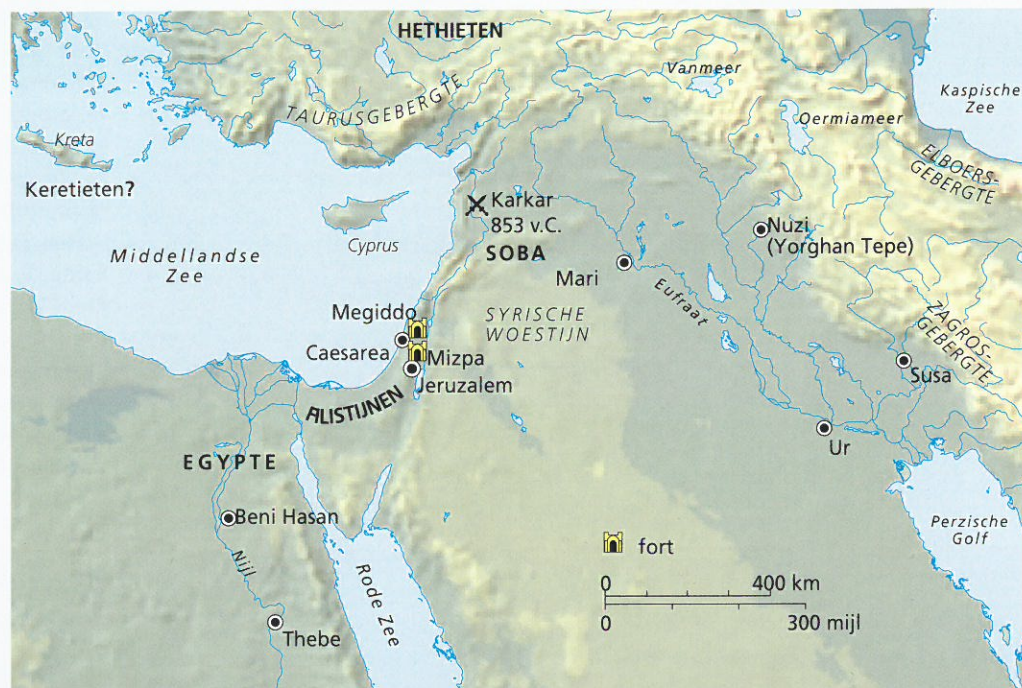 HETHIETEN
Vanmeer
Kaspische
Zee
TAURUSGEBERGTE
Oermiameer
Kreta
ELBOERS-
GEBERGTE
Keretieten?
Karkar
853 v.C.
Nuzi
(Yorghan Tepe)
Cyprus
SOBA
Middellandse
Zee
Mari
Eufraat
Megiddo
SYRISCHE
WOESTIJN
ZAGROS-
GEBERGTE
Caesarea
Mizpa
Jeruzalem
Susa
FILISTIJNEN
Ur
EGYPTE
Beni Hasan
Perzische
Golf
fort
Nijl
Rode Zee
0 400 km
0 300 mijl
Thebe